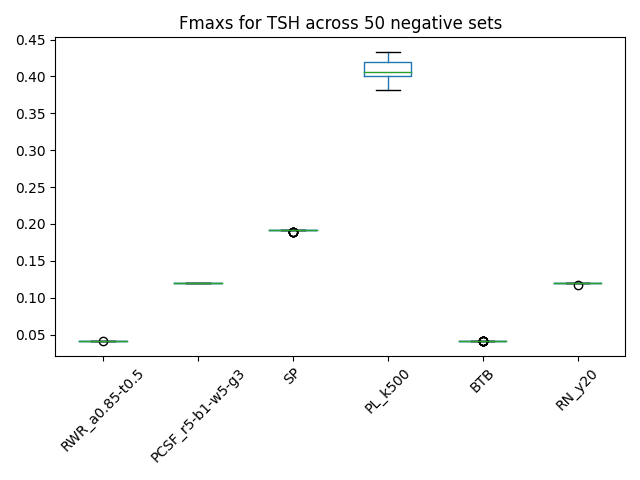 Fmaxs for TSH across 50 negative sets
0.45
0.40
0.35
0.30
0.25
0.20
0.15
0.10
0.05
RWR_a0.85-t0.5
PCSF_r5-b1-w5-g3
SP
PL_k500
BTB
RN_y20